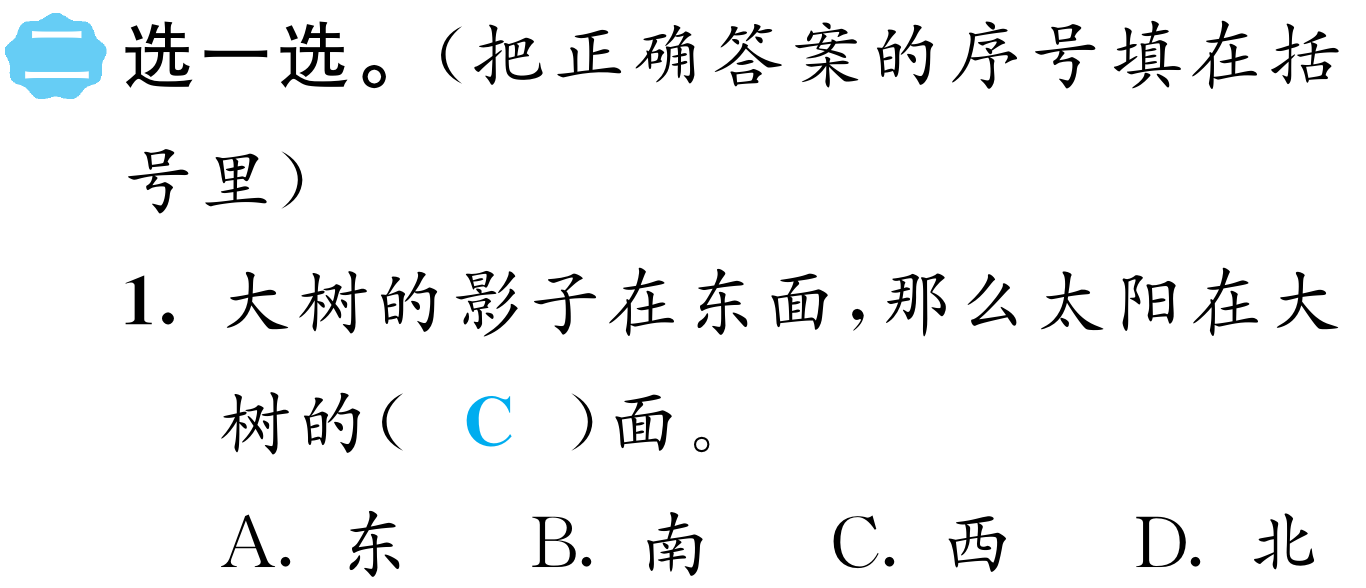 二 选一选。（把正确答案的序号填在括
号里）
1. 大树的影子在东面，那么太阳在大
树的（ C ）面。
A. 东 B. 南 C. 西 D. 北